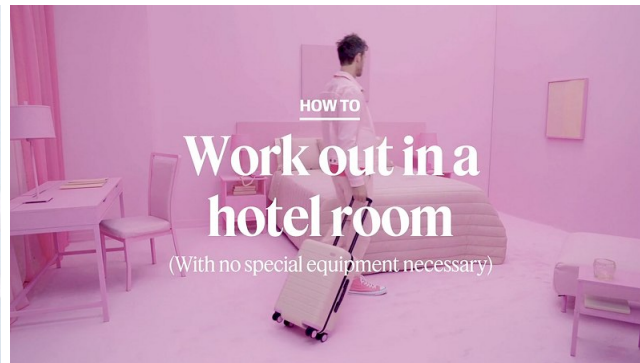 HOW TO
Work out in a
hotel room
(With no special equipment necessary)